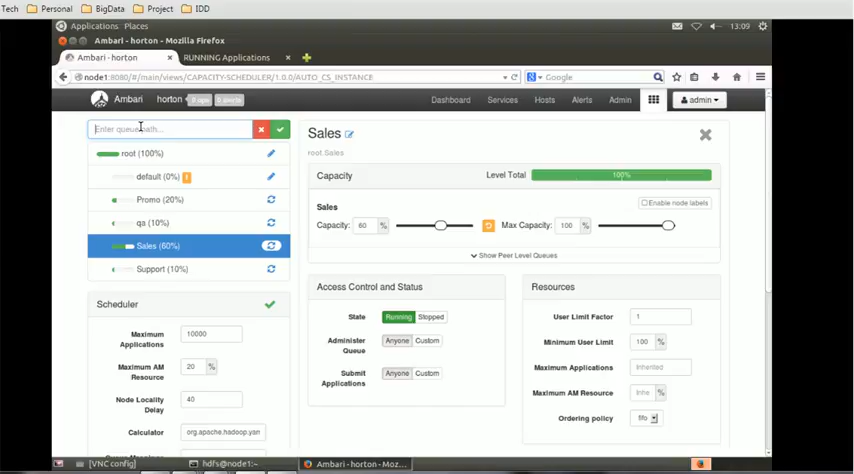 Tech Personal BigData Project IDD
Applications Places 13:09
Ambari - horton - Mozilla Firefox
Ambari - horton × RUNNING Applications ×
node1:8080/#/main/views/CAPACITY-SCHEDULER/1.0.0/AUTO_CS_INSTANCE Google
Ambari horton 0 ops 0 alerts Dashboard Services Hosts Alerts Admin admin
Enter queue path...
root (100%)
default (0%)
Promo (20%)
qa (10%)
Sales (60%)
Support (10%)
Scheduler
Maximum Applications 10000
Maximum AM Resource 20 %
Node Locality Delay 40
Calculator org.apache.hadoop.yarn
Sales
root.Sales
Capacity Level Total 100%
Sales Enable node labels
Capacity: 60 % Max Capacity: 100 %
Show Peer Level Queues
Access Control and Status
State Running Stopped
Administer Queue Anyone Custom
Submit Applications Anyone Custom
Resources
User Limit Factor 1
Minimum User Limit 100 %
Maximum Applications Inherited
Maximum AM Resource Inhe %
Ordering policy fifo
[VNC config] hdfs@node1:~ Ambari - horton - Moz...